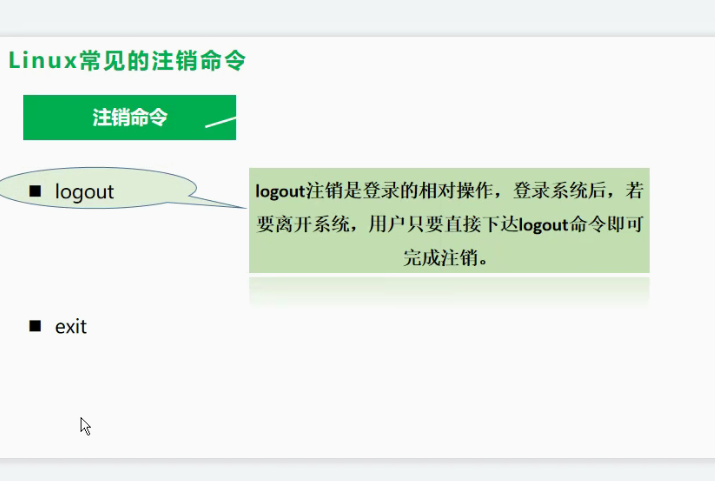 Linux常见的注销命令
注销命令
■ logout
logout注销是登录的相对操作，登录系统后，若
要离开系统，用户只要直接下达logout命令即可
完成注销。
■ exit